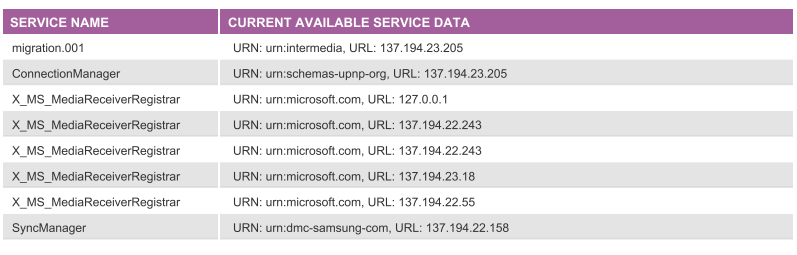 SERVICE NAME CURRENT AVAILABLE SERVICE DATA
migration.001 URN: urn:intermedia, URL: 137.194.23.205
ConnectionManager URN: urn:schemas-upnp-org, URL: 137.194.23.205
X_MS_MediaReceiverRegistrar URN: urn:microsoft.com, URL: 127.0.0.1
X_MS_MediaReceiverRegistrar URN: urn:microsoft.com, URL: 137.194.22.243
X_MS_MediaReceiverRegistrar URN: urn:microsoft.com, URL: 137.194.22.243
X_MS_MediaReceiverRegistrar URN: urn:microsoft.com, URL: 137.194.23.18
X_MS_MediaReceiverRegistrar URN: urn:microsoft.com, URL: 137.194.22.55
SyncManager URN: urn:dmc-samsung-com, URL: 137.194.22.158